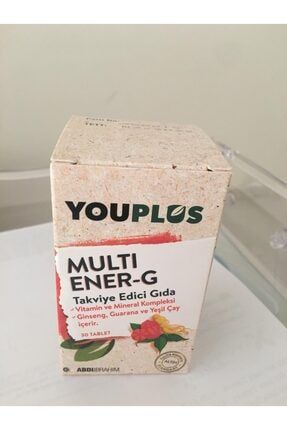 YOUPLUS
MULTI
ENER-G
Takviye Edici Gıda
✓Vitamin ve Mineral Kompleksi
✓Ginseng, Guarana ve Yeşil Çay
içerir.
30 TABLET
ABDİİBRAHİM